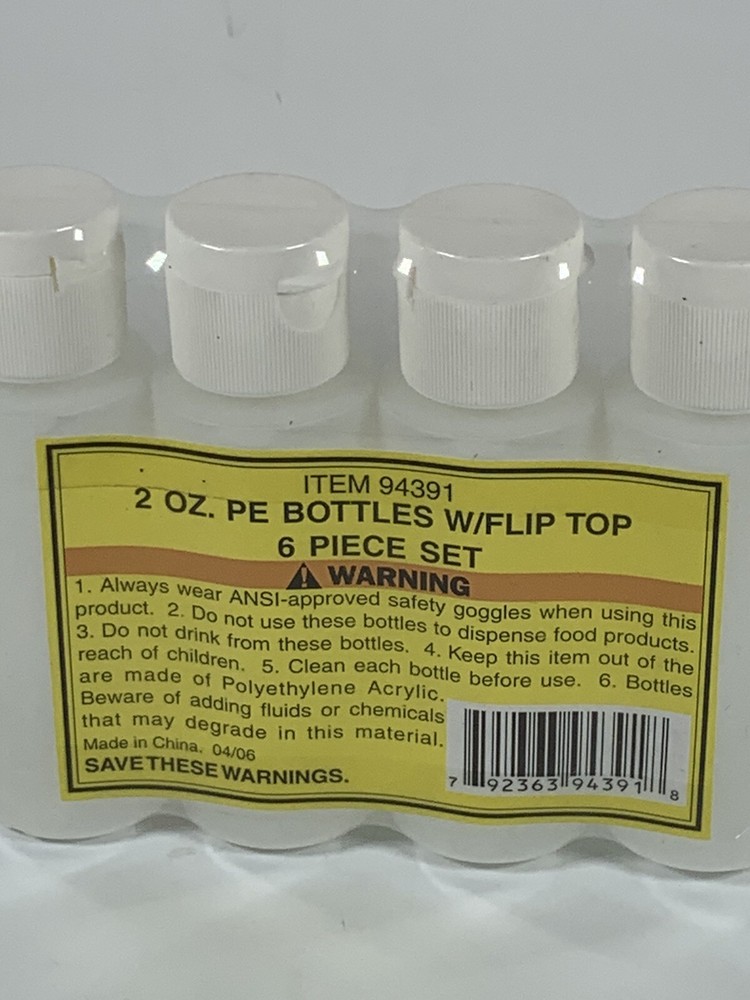 ITEM 94391
2 OZ. PE BOTTLES W/FLIP TOP
6 PIECE SET
WARNING
1. Always wear ANSI-approved safety goggles when using this
product. 2. Do not use these bottles to dispense food products.
3. Do not drink from these bottles. 4. Keep this item out of the
reach of children. 5. Clean each bottle before use. 6. Bottles
are made of Polyethylene Acrylic.
Beware of adding fluids or chemicals
that may degrade in this material.
Made in China. 04/06
SAVE THESE WARNINGS.
7 92363 94391 8